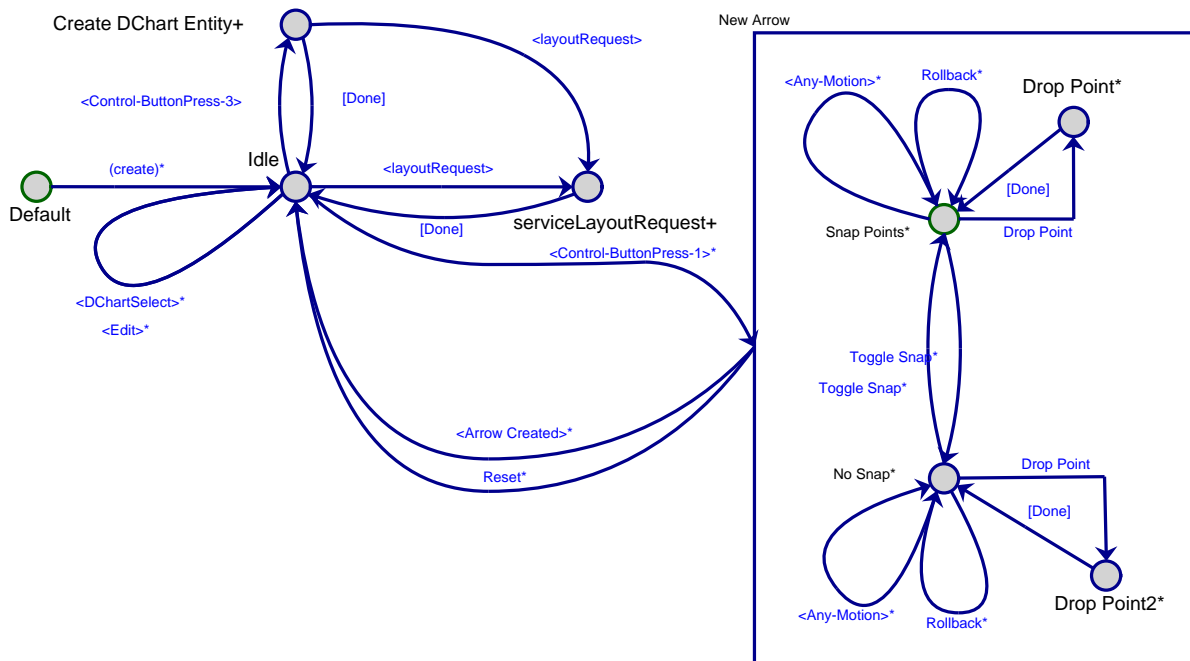 Create DChart Entity+
New Arrow
<layoutRequest>
<Any-Motion>*
Rollback*
Drop Point*
<Control-ButtonPress-3>
[Done]
Idle
(create)*
<layoutRequest>
[Done]
Default
serviceLayoutRequest+
[Done]
Snap Points*
Drop Point
<Control-ButtonPress-1>*
<DChartSelect>*
<Edit>*
Toggle Snap*
Toggle Snap*
<Arrow Created>*
Reset*
No Snap*
Drop Point
[Done]
<Any-Motion>*
Rollback*
Drop Point2*